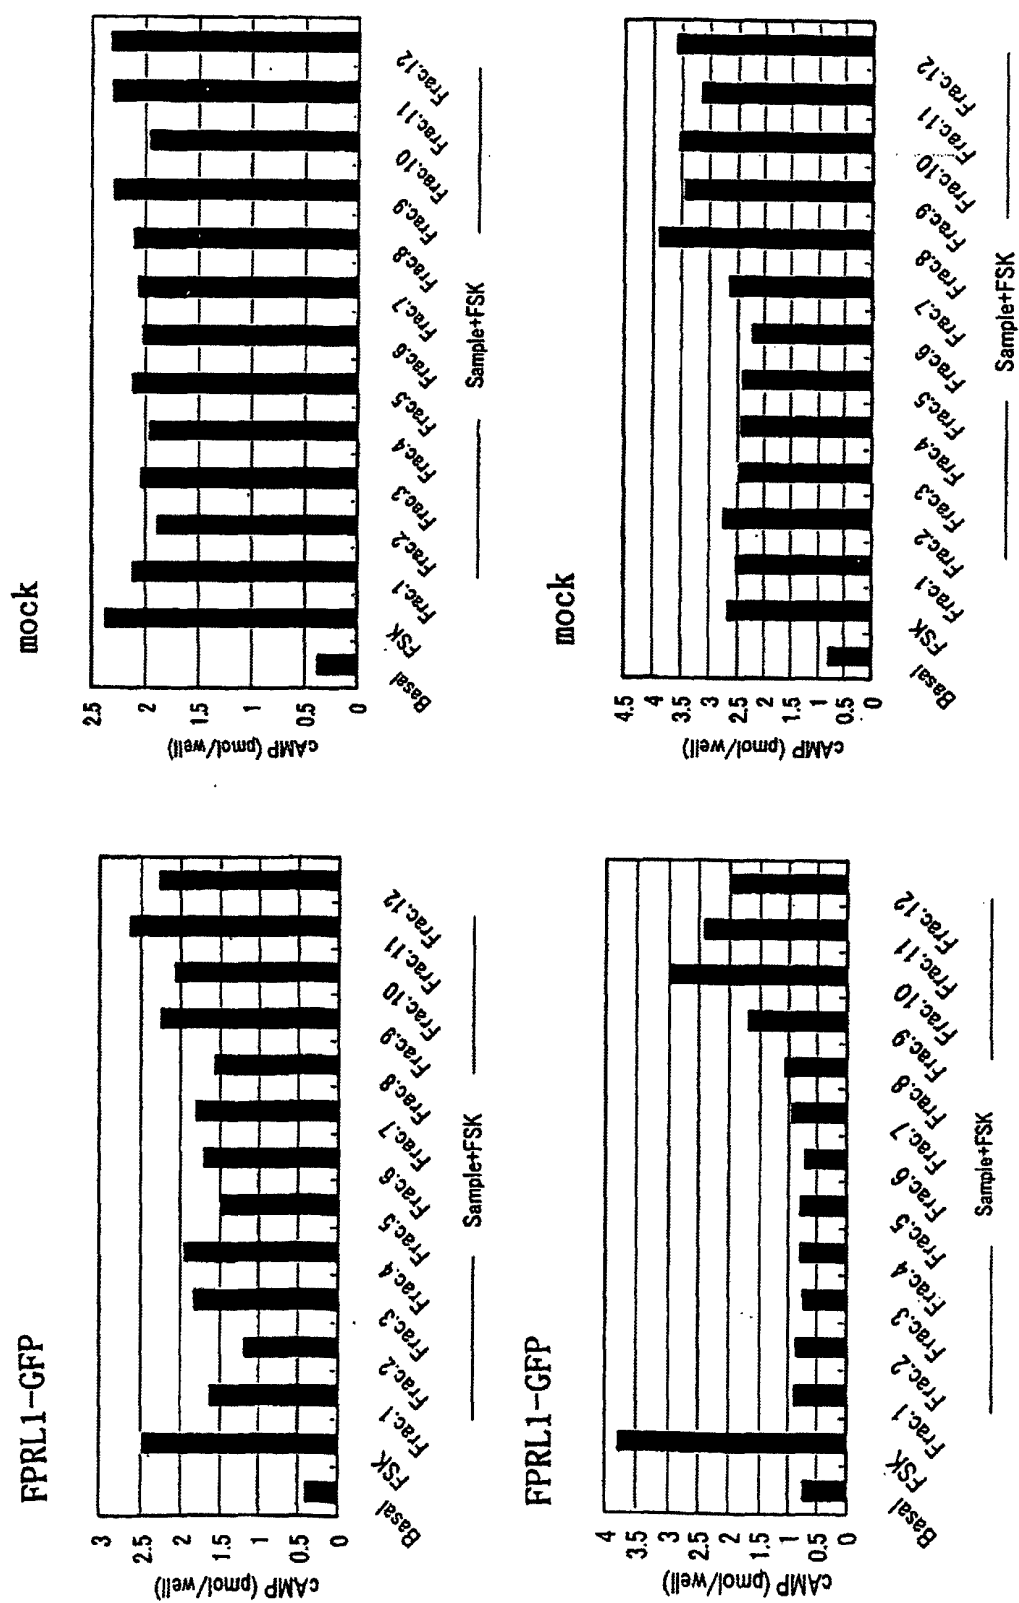 FPRL1-GFP
cAMP (pmol/well)
3
2.5
2
1.5
1
0.5
0
Basal
FSK
Frac.1
Frac.2
Frac.3
Frac.4
Frac.5
Frac.6
Frac.7
Frac.8
Frac.9
Frac.10
Frac.11
Frac.12
Sample+FSK
mock
cAMP (pmol/well)
2.5
2
1.5
1
0.5
0
Basal
FSK
Frac.1
Frac.2
Frac.3
Frac.4
Frac.5
Frac.6
Frac.7
Frac.8
Frac.9
Frac.10
Frac.11
Frac.12
Sample+FSK
FPRL1-GFP
cAMP (pmol/well)
4
3.5
3
2.5
2
1.5
1
0.5
0
Basal
FSK
Frac.1
Frac.2
Frac.3
Frac.4
Frac.5
Frac.6
Frac.7
Frac.8
Frac.9
Frac.10
Frac.11
Frac.12
Sample+FSK
mock
cAMP (pmol/well)
4.5
4
3.5
3
2.5
2
1.5
1
0.5
0
Basal
FSK
Frac.1
Frac.2
Frac.3
Frac.4
Frac.5
Frac.6
Frac.7
Frac.8
Frac.9
Frac.10
Frac.11
Frac.12
Sample+FSK